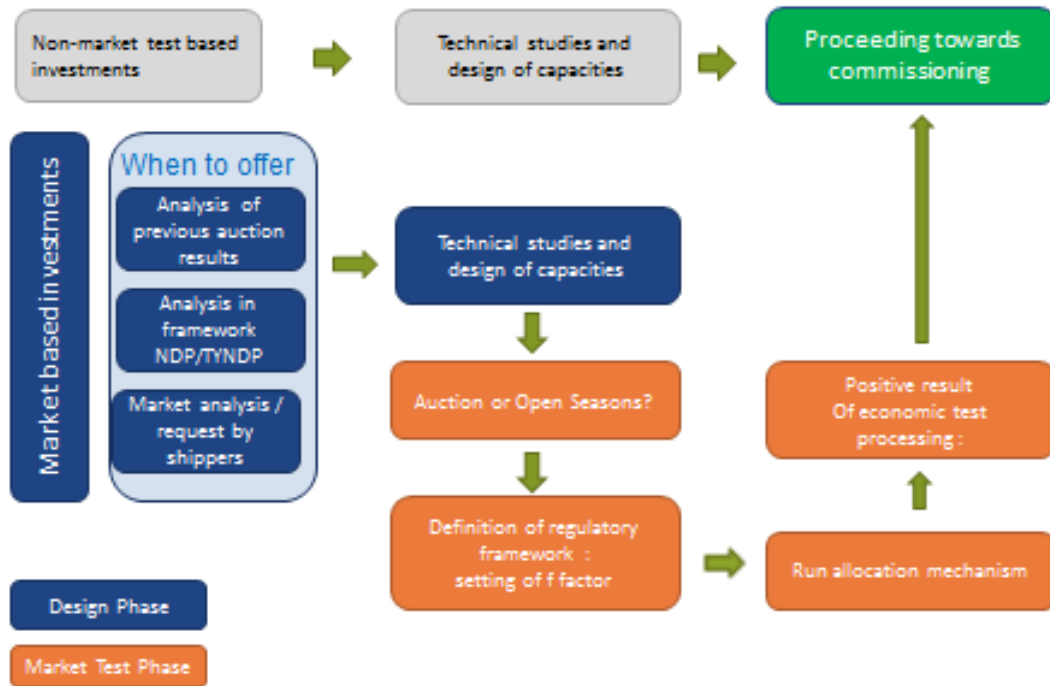 Non-market test based
investments
Technical studies and
design of capacities
Proceeding towards
commissioning
Market based investments
When to offer
Analysis of
previous auction
results
Analysis in
framework
NDP/TYNDP
Market analysis /
request by
shippers
Technical studies and
design of capacities
Auction or Open Seasons?
Definition of regulatory
framework :
setting of f factor
Run allocation mechanism
Positive result
Of economic test
processing :
Design Phase
Market Test Phase